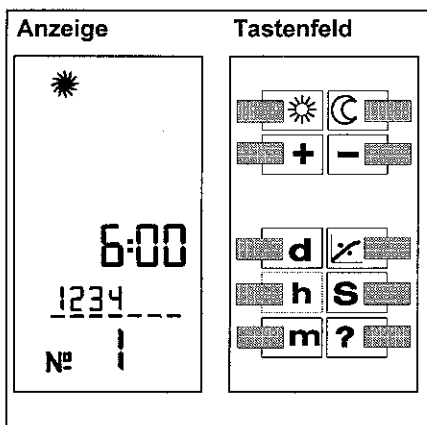 Anzeige
Tastenfeld
6:00
1234
Nº 1
+ -
d
h S
m ?